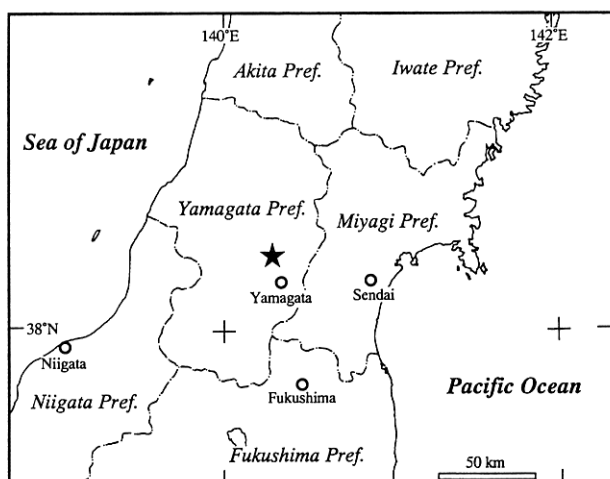 140°E
142°E
Akita Pref.
Iwate Pref.
Sea of Japan
Yamagata Pref.
Miyagi Pref.
Yamagata
Sendai
38°N
Niigata
Fukushima
Pacific Ocean
Niigata Pref.
Fukushima Pref.
50 km